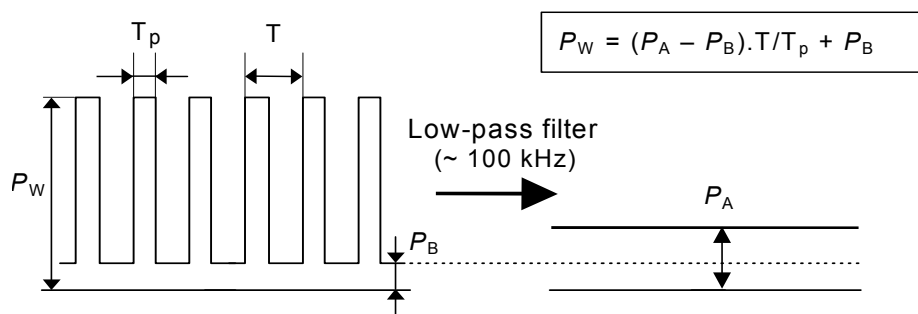 Tp T
PW = (PA – PB).T/Tp + PB
Low-pass filter
(~ 100 kHz)
PW
PA
PB